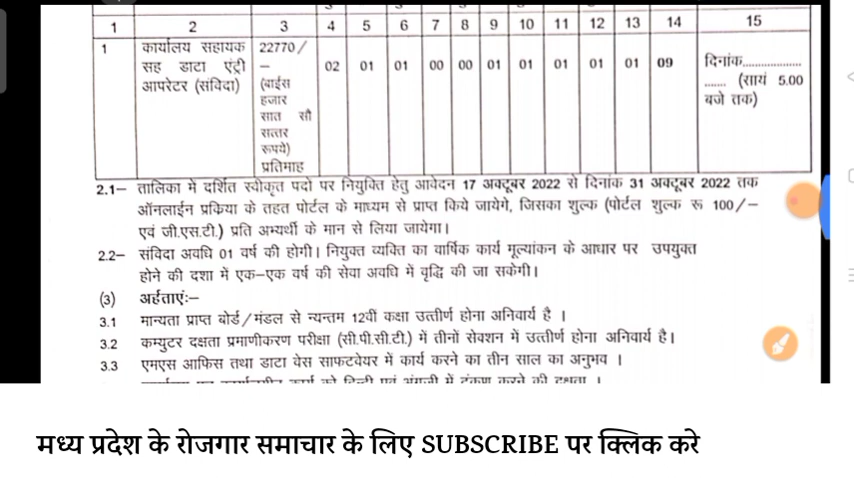 1 2 3 4 5 6 7 8 9 10 11 12 13 14 15
1 कार्यालय सहायक 22770/
सह डाटा एंट्री – 02 01 01 00 00 01 01 01 01 01 09 दिनांक...................
आपरेटर (संविदा) (बाईस ....... (सायं 5.00
हजार बजे तक)
सात सौ
सत्तर
रूपये)
प्रतिमाह
2.1– तालिका में दर्शित स्वीकृत पदो पर नियुक्ति हेतु आवेदन 17 अक्टूबर 2022 से दिनांक 31 अक्टूबर 2022 तक
ऑनलाईन प्रकिया के तहत पोर्टल के माध्यम से प्राप्त किये जायेगे, जिसका शुल्क (पोर्टल शुल्क रू 100/–
एवं जी.एस.टी.) प्रति अभ्यर्थी के मान से लिया जायेगा।
2.2– संविदा अवधि 01 वर्ष की होगी। नियुक्त व्यक्ति का वार्षिक कार्य मूल्यांकन के आधार पर उपयुक्त
होने की दशा में एक–एक वर्ष की सेवा अवधि में वृद्धि की जा सकेगी।
(3) अर्हताएंः–
3.1 मान्यता प्राप्त बोर्ड/मंडल से न्यन्तम 12वीं कक्षा उत्तीर्ण होना अनिवार्य है ।
3.2 कम्युटर दक्षता प्रमाणीकरण परीक्षा (सी.पी.सी.टी.) में तीनों सेक्शन में उत्तीर्ण होना अनिवार्य है।
3.3 एमएस आफिस तथा डाटा वेस साफटवेयर में कार्य करने का तीन साल का अनुभव ।
मध्य प्रदेश के रोजगार समाचार के लिए SUBSCRIBE पर क्लिक करे